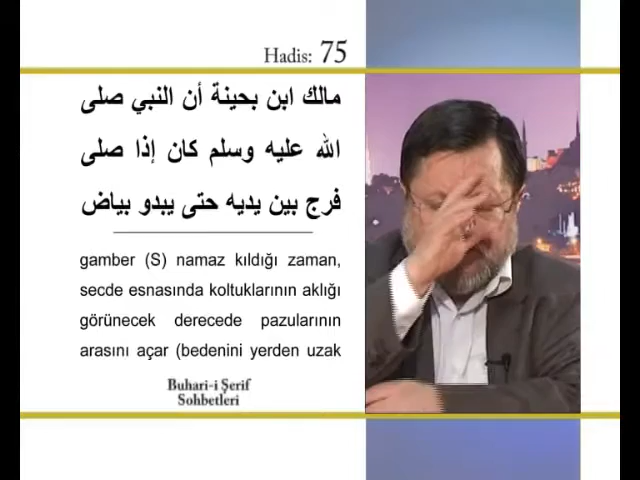 Hadis: 75
مالك ابن بحينة أن النبي صلى
الله عليه وسلم كان إذا صلى
فرج بين يديه حتى يبدو بياض
gamber (S) namaz kıldığı zaman,
secde esnasında koltuklarının aklığı
görünecek derecede pazularının
arasını açar (bedenini yerden uzak
Buhari-i Şerif
Sohbetleri